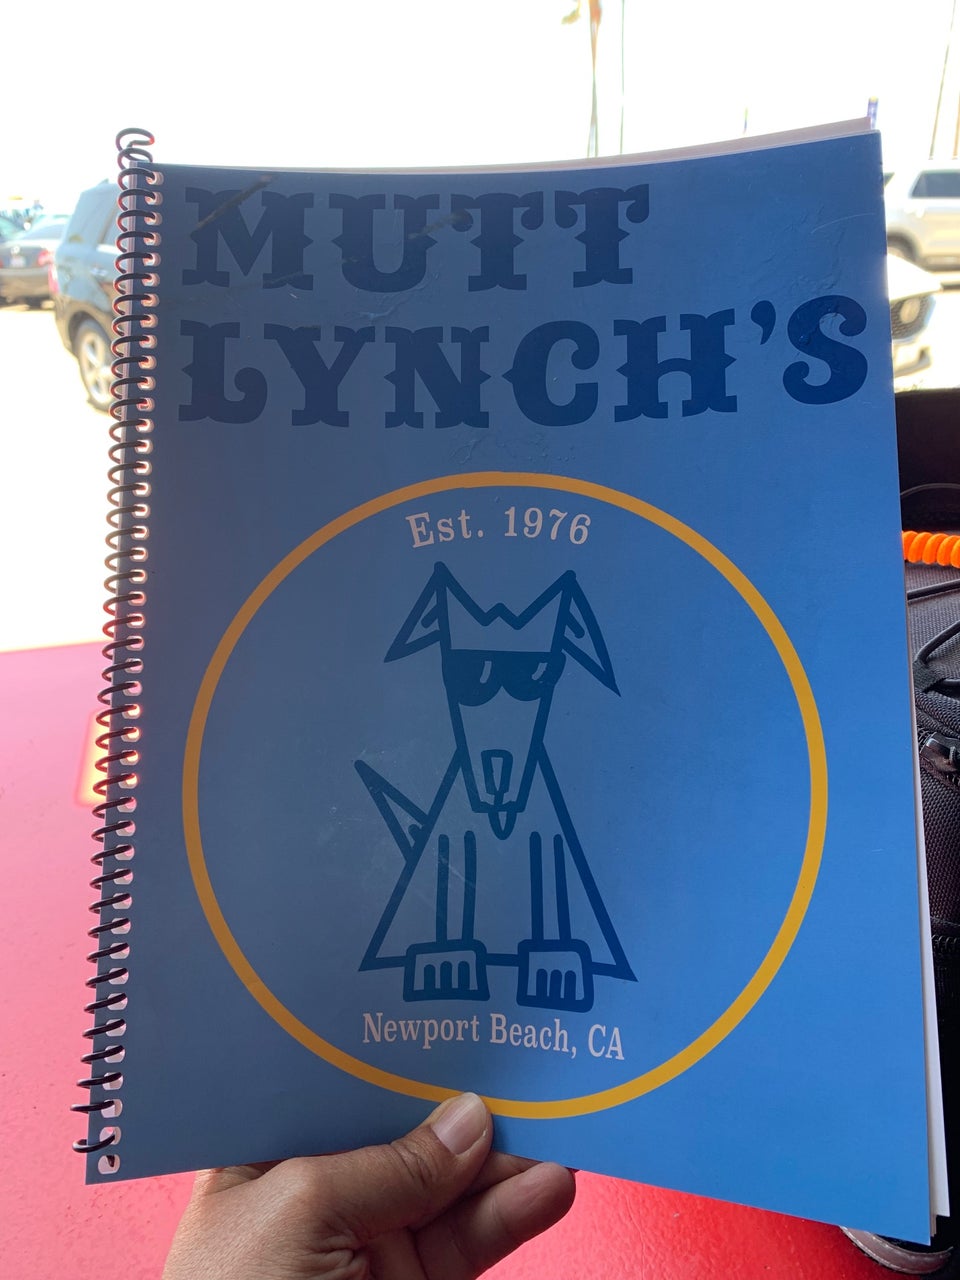 MUTT
LYNCH'S
Est. 1976
Newport Beach, CA